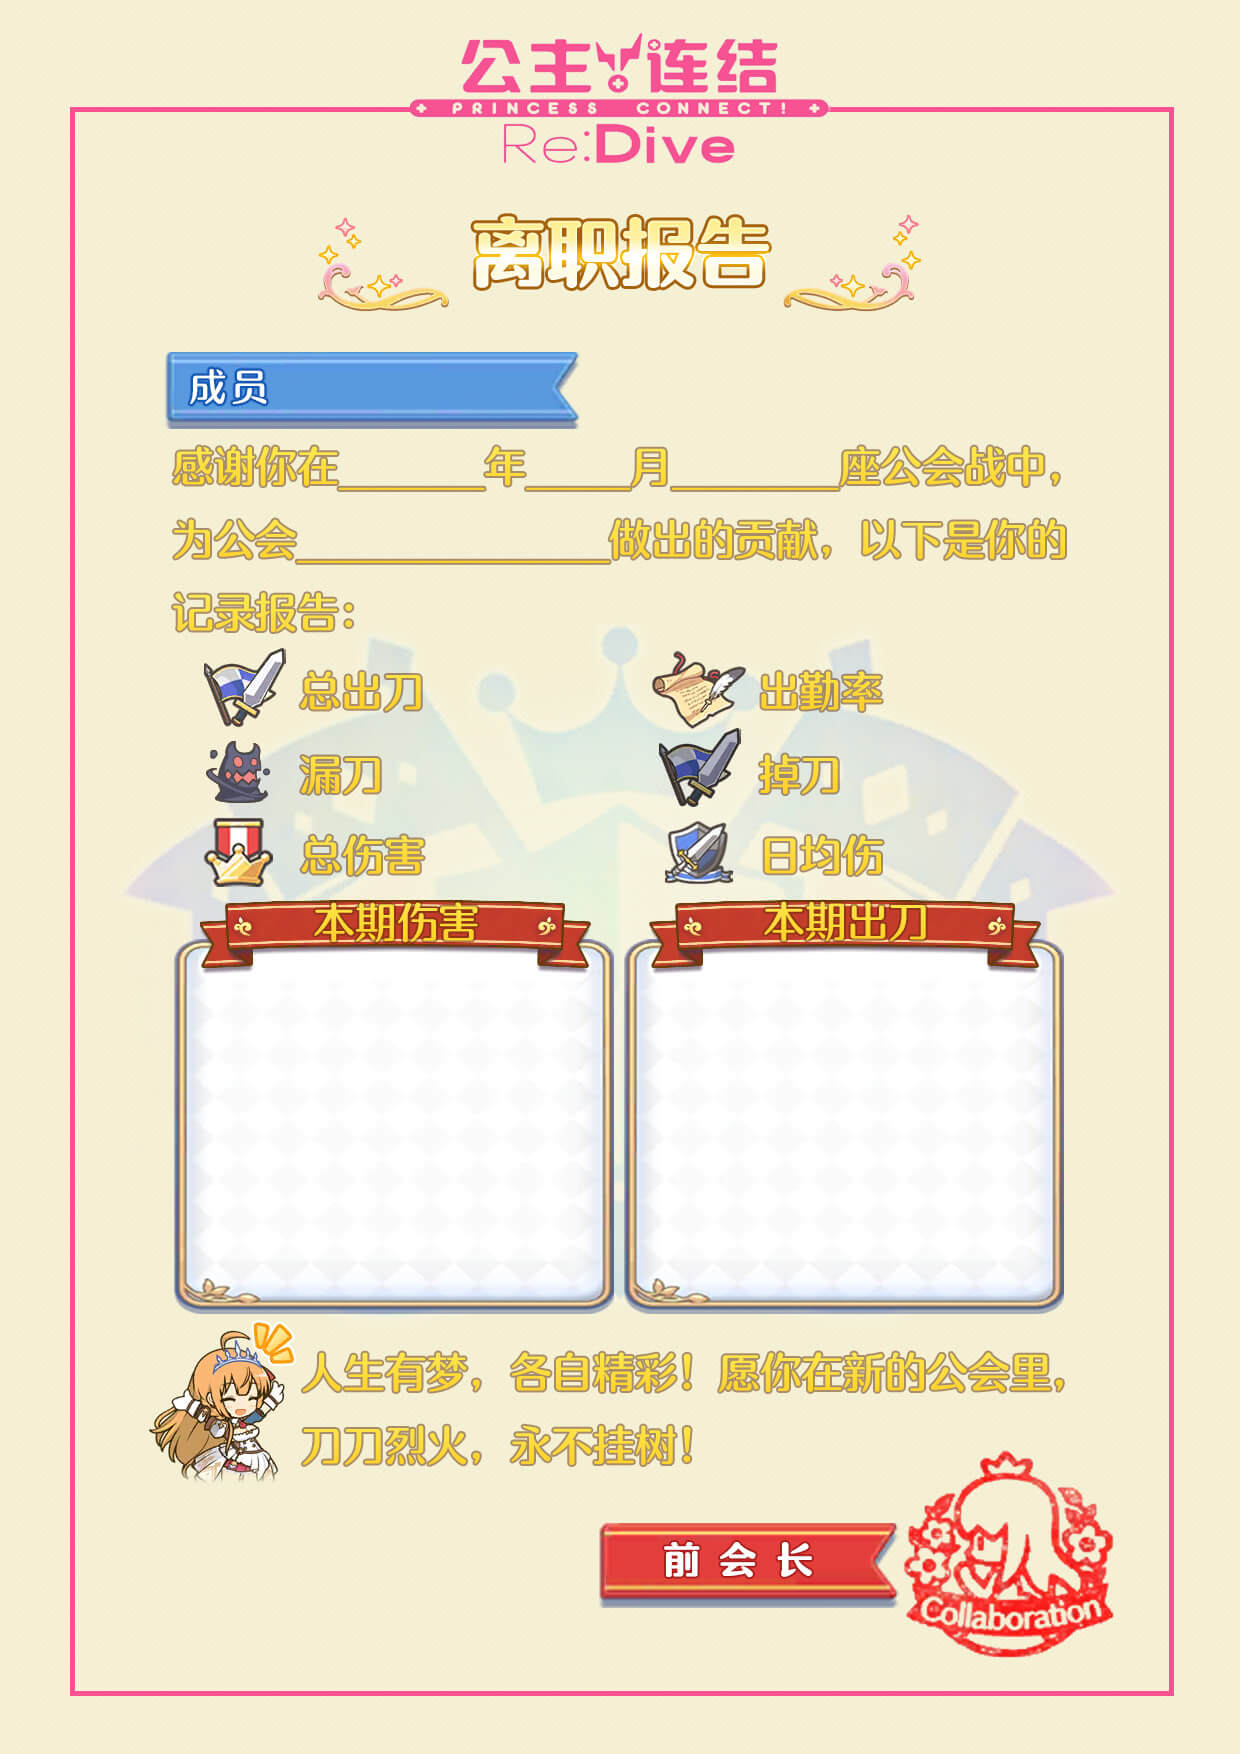 公主连结
PRINCESS CONNECT!
Re:Dive
离职报告
成员
感谢你在_______年_____月________座公会战中，
为公会_______________做出的贡献，以下是你的
记录报告：
总出刀 出勤率
漏刀 掉刀
总伤害 日均伤
本期伤害 本期出刀
人生有梦，各自精彩！愿你在新的公会里，
刀刀烈火，永不挂树！
前会长
Collaboration